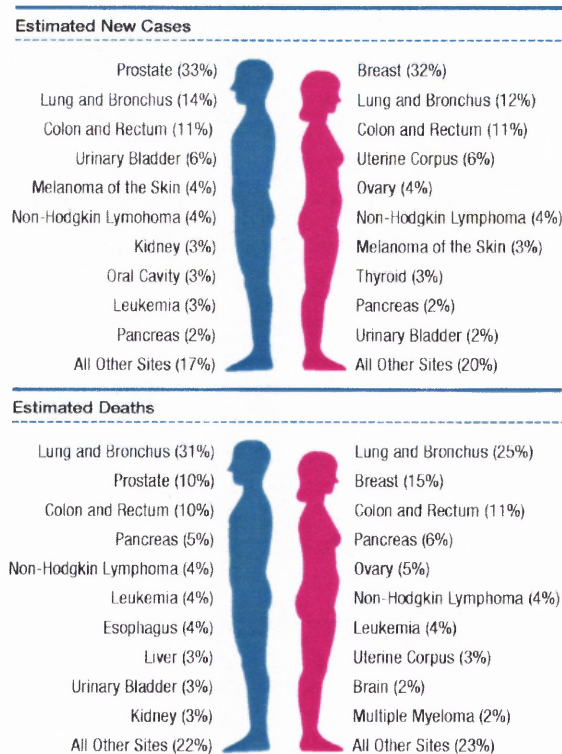 Estimated New Cases
Prostate (33%)
Lung and Bronchus (14%)
Colon and Rectum (11%)
Urinary Bladder (6%)
Melanoma of the Skin (4%)
Non-Hodgkin Lymohoma (4%)
Kidney (3%)
Oral Cavity (3%)
Leukemia (3%)
Pancreas (2%)
All Other Sites (17%)
Breast (32%)
Lung and Bronchus (12%)
Colon and Rectum (11%)
Uterine Corpus (6%)
Ovary (4%)
Non-Hodgkin Lymphoma (4%)
Melanoma of the Skin (3%)
Thyroid (3%)
Pancreas (2%)
Urinary Bladder (2%)
All Other Sites (20%)
Estimated Deaths
Lung and Bronchus (31%)
Prostate (10%)
Colon and Rectum (10%)
Pancreas (5%)
Non-Hodgkin Lymphoma (4%)
Leukemia (4%)
Esophagus (4%)
Liver (3%)
Urinary Bladder (3%)
Kidney (3%)
All Other Sites (22%)
Lung and Bronchus (25%)
Breast (15%)
Colon and Rectum (11%)
Pancreas (6%)
Ovary (5%)
Non-Hodgkin Lymphoma (4%)
Leukemia (4%)
Uterine Corpus (3%)
Brain (2%)
Multiple Myeloma (2%)
All Other Sites (23%)